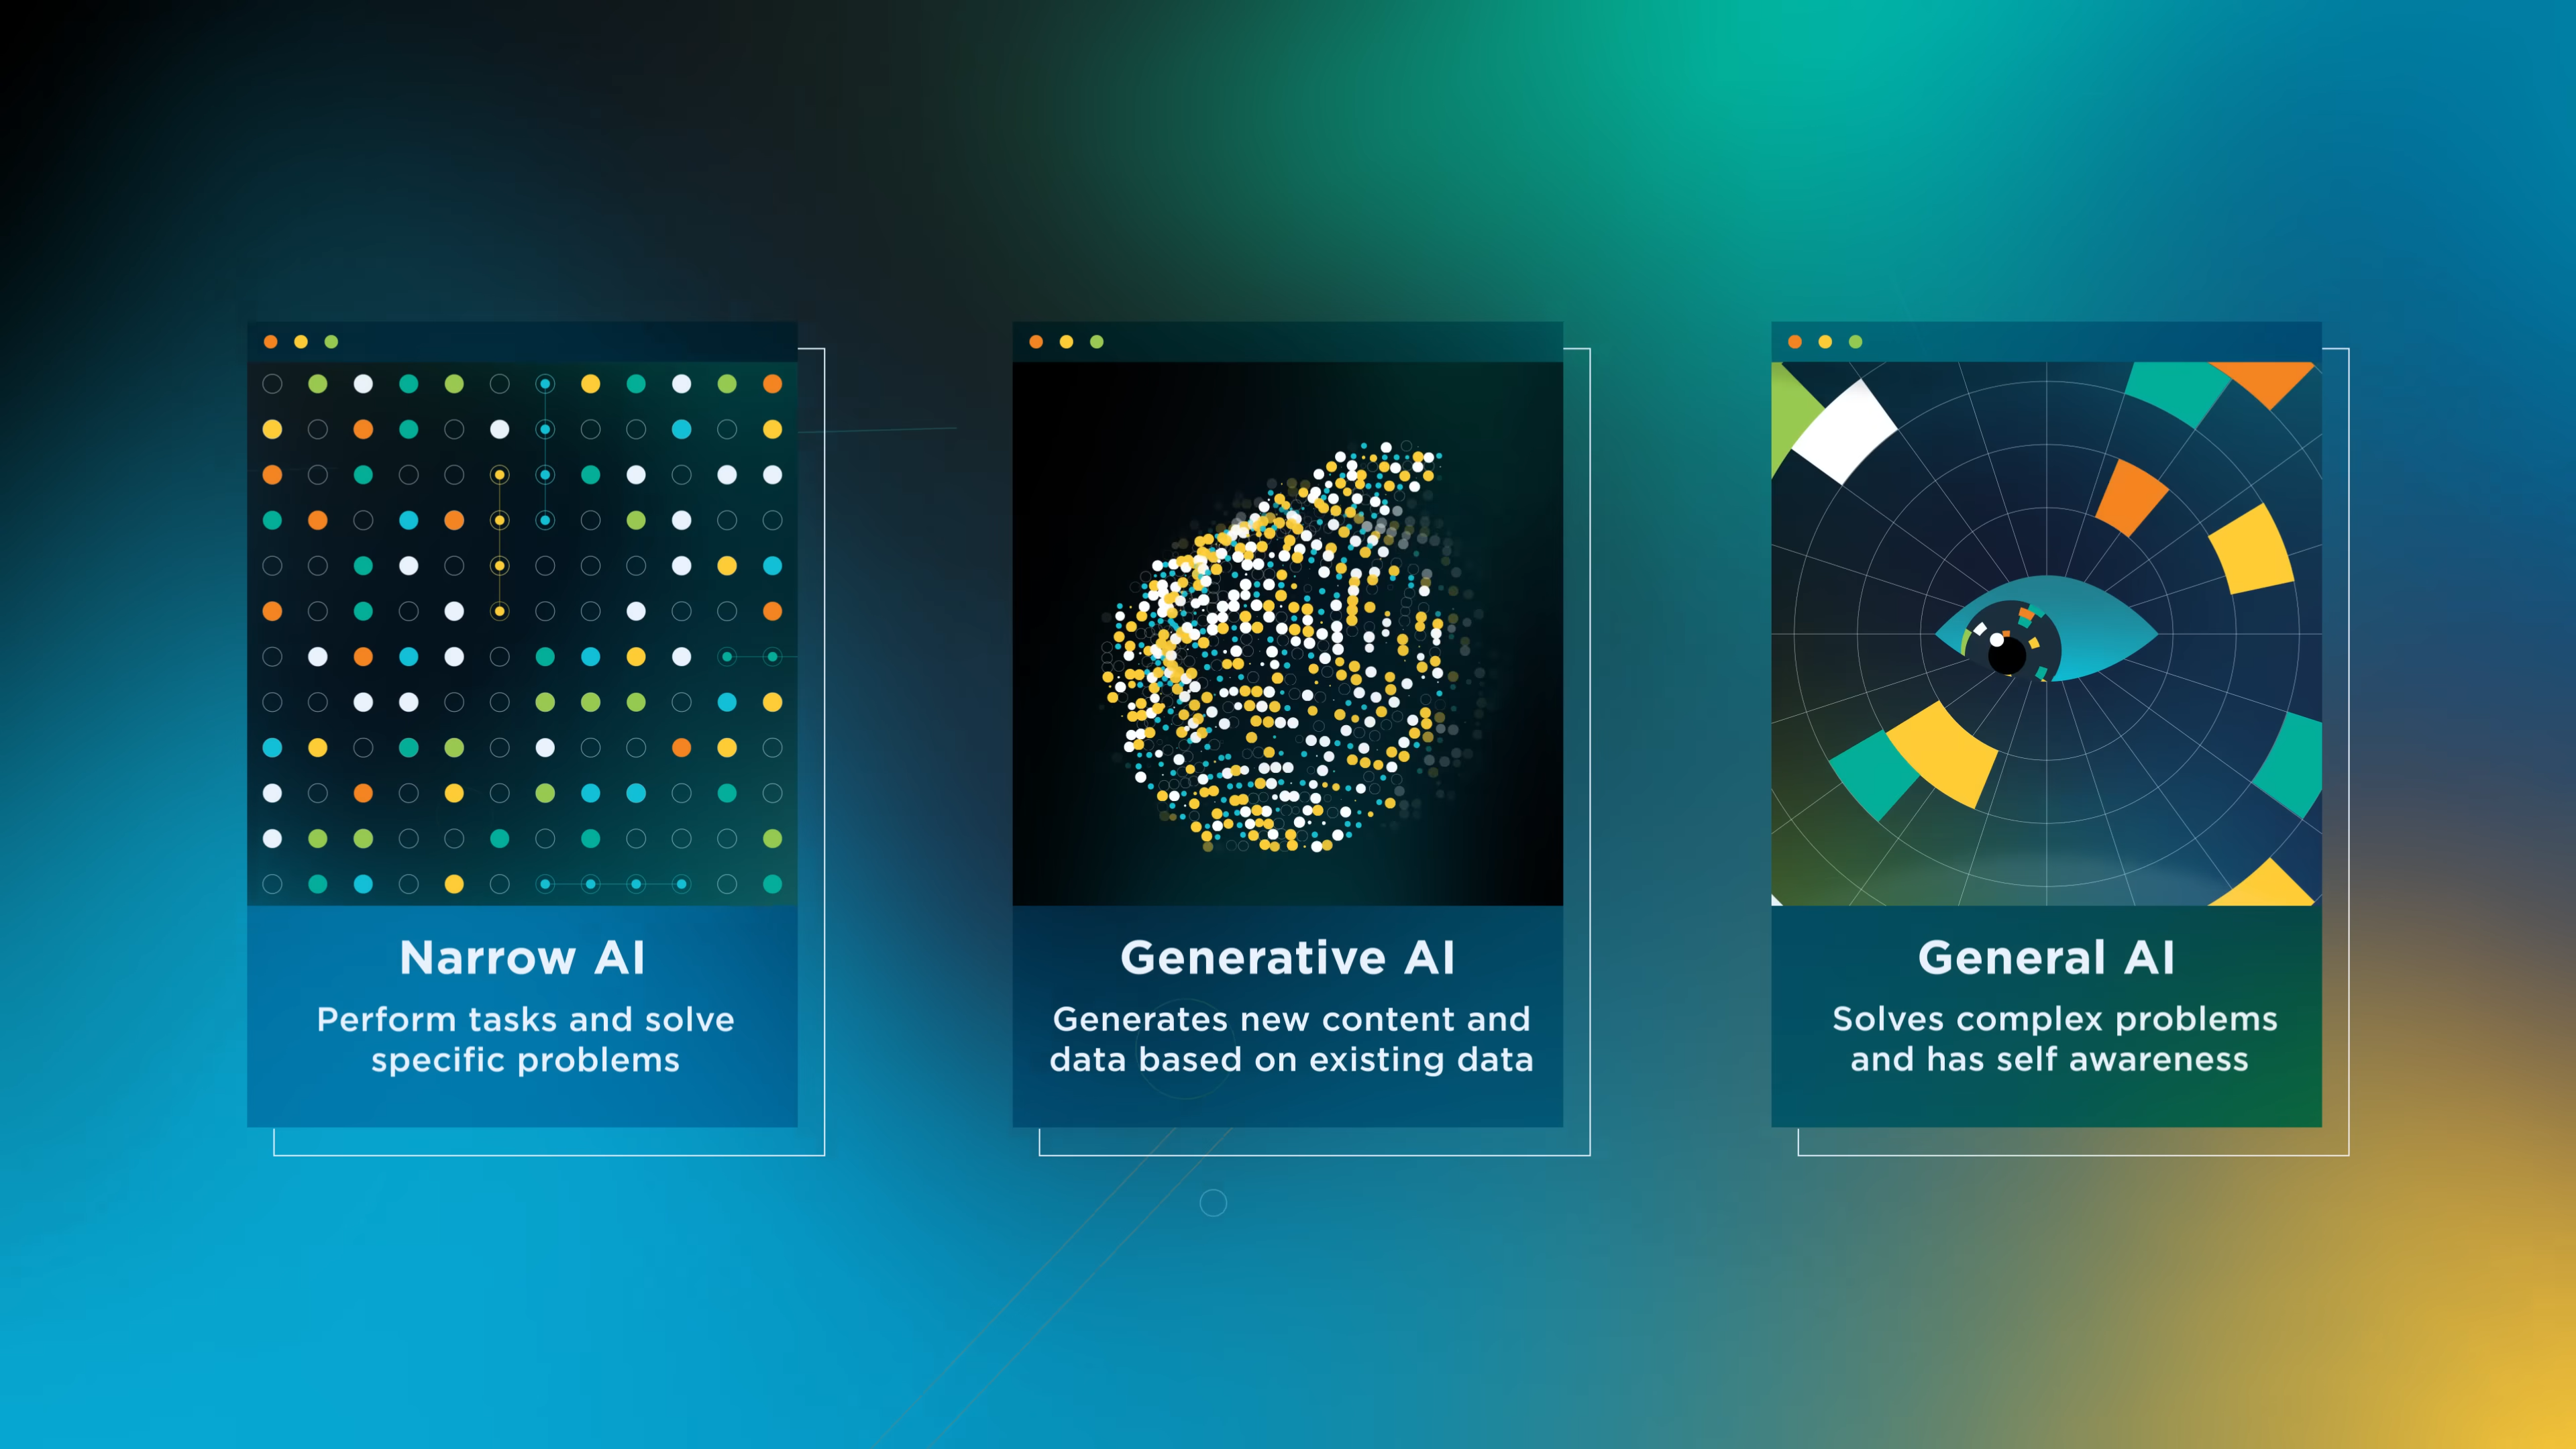 Narrow AI
Perform tasks and solve
specific problems
Generative AI
Generates new content and
data based on existing data
General AI
Solves complex problems
and has self awareness